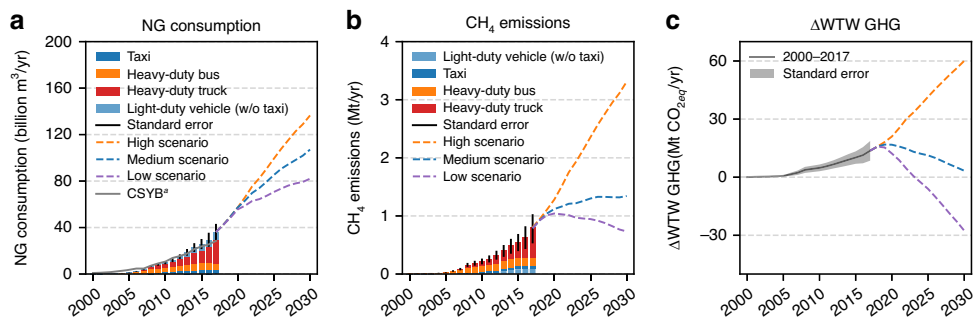 a
NG consumption
NG consumption (billion m³/yr)
200
160
120
80
40
0
Taxi
Heavy-duty bus
Heavy-duty truck
Light-duty vehicle (w/o taxi)
Standard error
High scenario
Medium scenario
Low scenario
CSYBᵃ
2000
2005
2010
2015
2020
2025
2030
b
CH₄ emissions
CH₄ emissions (Mt/yr)
4
3
2
1
0
Light-duty vehicle (w/o taxi)
Taxi
Heavy-duty bus
Heavy-duty truck
Standard error
High scenario
Medium scenario
Low scenario
2000
2005
2010
2015
2020
2025
2030
c
ΔWTW GHG
ΔWTW GHG(Mt CO₂eq/yr)
60
30
0
−30
2000–2017
Standard error
2000
2005
2010
2015
2020
2025
2030